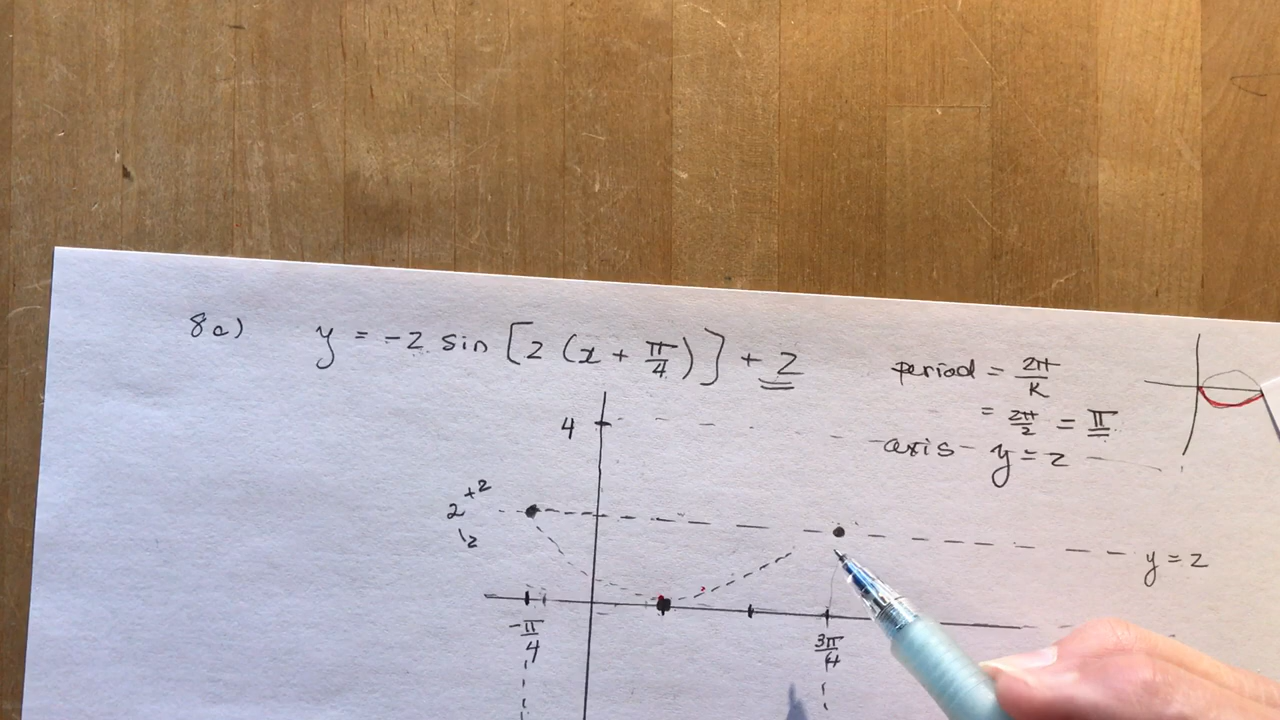 8a) y = -2 sin [2 (x + π/4)] + 2
period = 2π/K
= 2π/2 = π
axis - y = 2
4
2 +2
2
y = 2
-π/4
3π/4